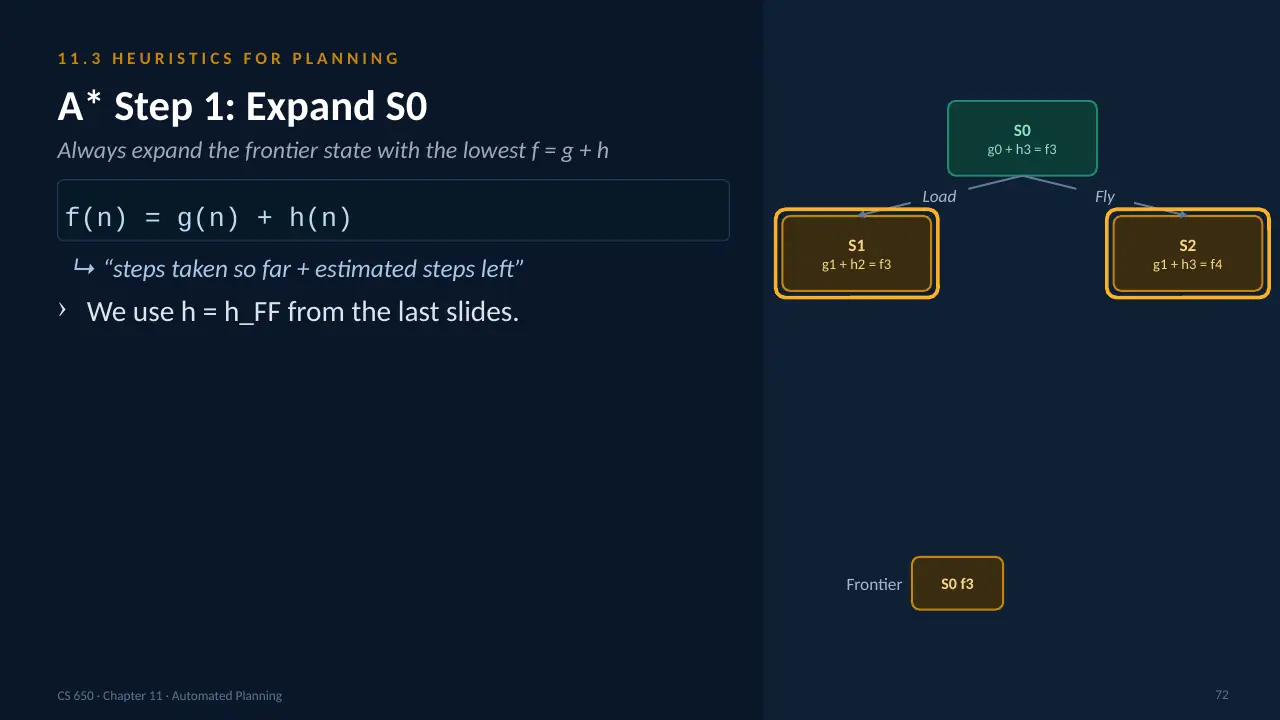 11.3 HEURISTICS FOR PLANNING
A* Step 1: Expand S0
Always expand the frontier state with the lowest f = g + h
f(n) = g(n) + h(n)
↪ “steps taken so far + estimated steps left”
› We use h = h_FF from the last slides.
S0
g0 + h3 = f3
Load
Fly
S1
g1 + h2 = f3
S2
g1 + h3 = f4
Frontier
S0 f3
CS 650 · Chapter 11 · Automated Planning
72